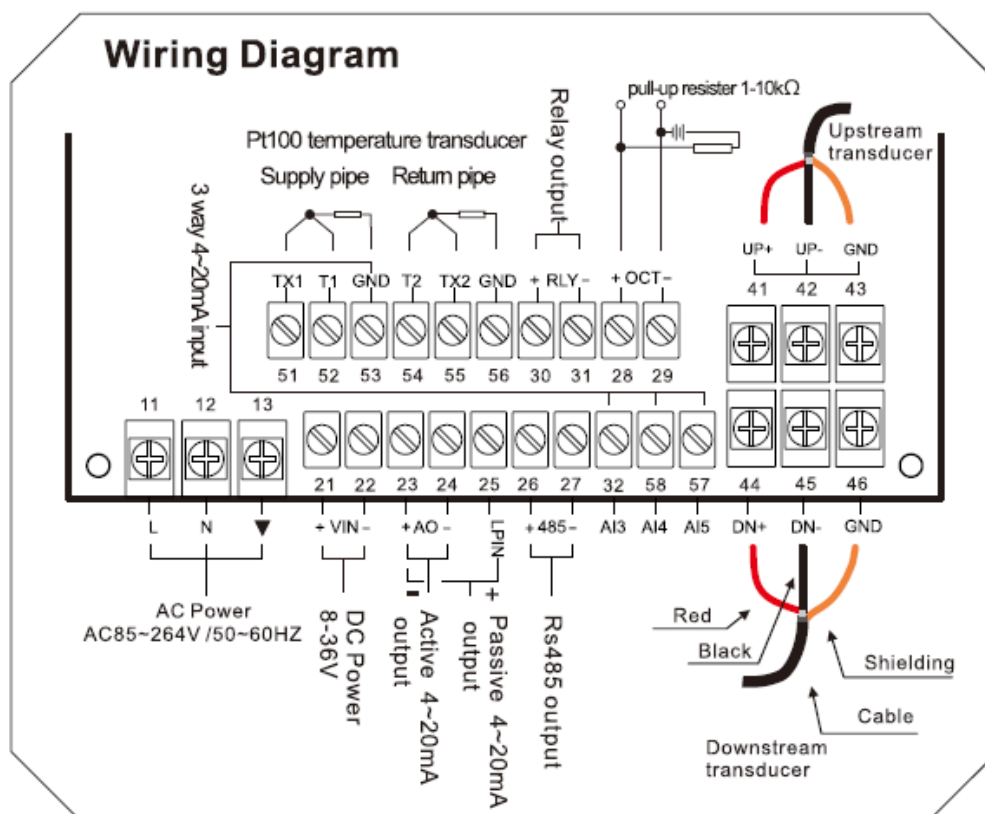 Wiring Diagram
pull-up resister 1-10kΩ
Relay output
Upstream
transducer
Pt100 temperature transducer
Supply pipe Return pipe
3 way 4~20mA input
UP+ UP- GND
TX1 T1 GND T2 TX2 GND + RLY - + OCT -
41 42 43
51 52 53 54 55 56 30 31 28 29
11 12 13
21 22 23 24 25 26 27 32 58 57
44 45 46
L N ▼
+ VIN - + AO - LPIN + 485 - AI3 AI4 AI5
DN+ DN- GND
AC Power
AC85~264V /50~60HZ
DC Power
8-36V
- +
Active 4~20mA
output
Passive 4~20mA
output
Rs485 output
Red
Black
Shielding
Cable
Downstream
transducer